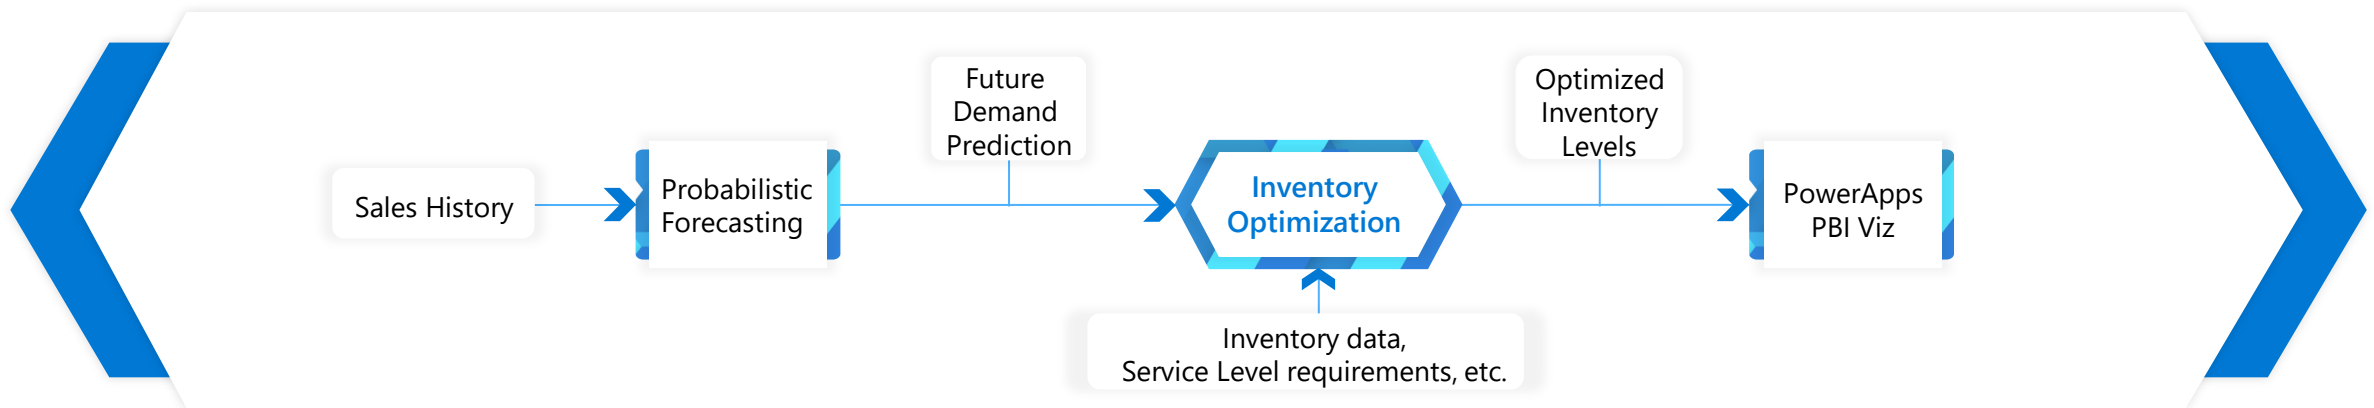 Sales History
Probabilistic
Forecasting
Future
Demand
Prediction
Inventory
Optimization
Inventory data,
Service Level requirements, etc.
Optimized
Inventory
Levels
PowerApps
PBI Viz